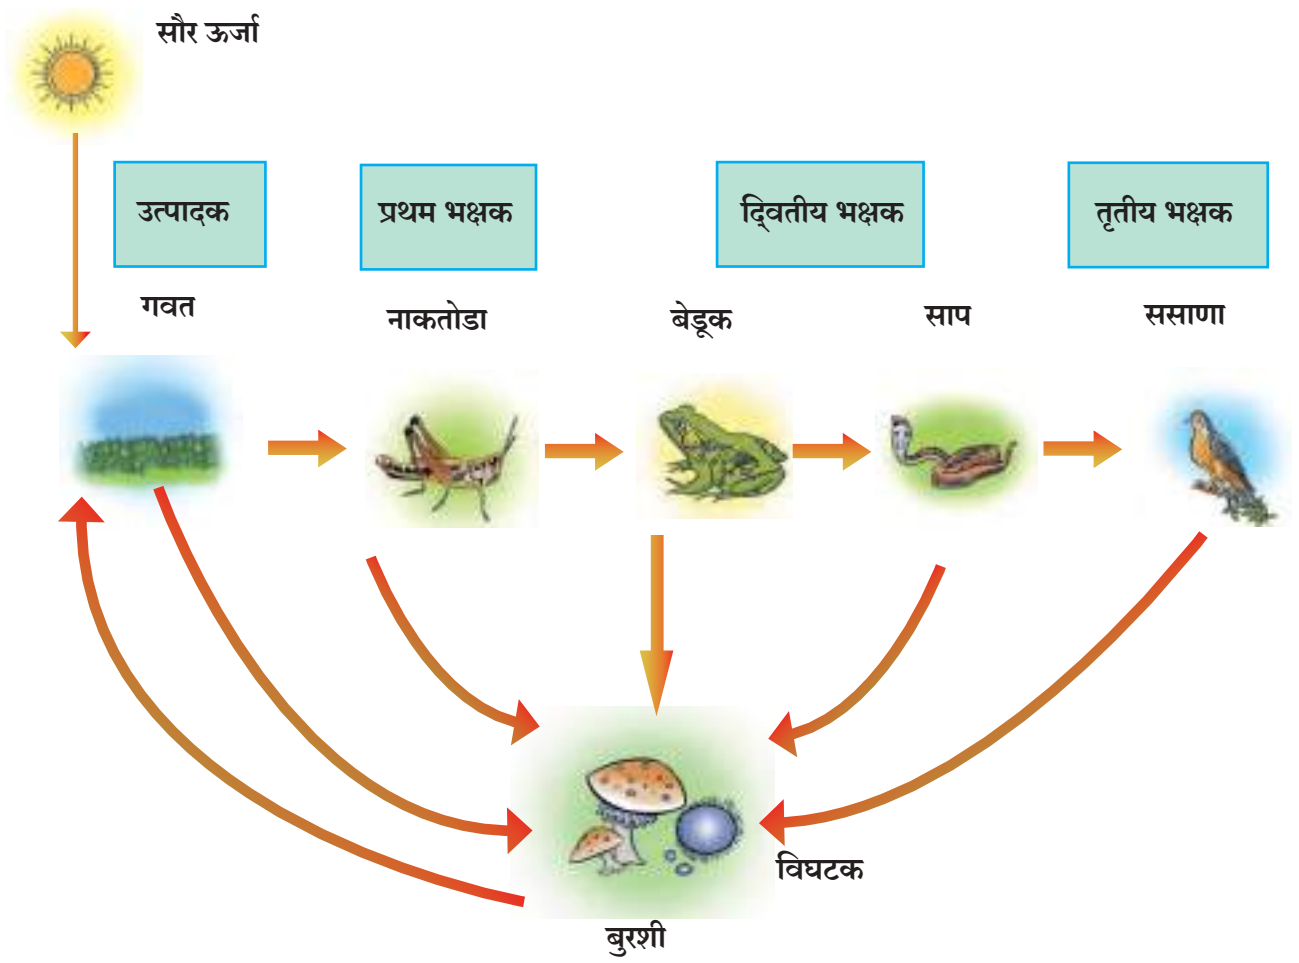 सौर ऊर्जा
उत्पादक
प्रथम भक्षक
द्‌वितीय भक्षक
तृतीय भक्षक
गवत
नाकतोडा
बेडूक
साप
ससाणा
विघटक
बुरशी